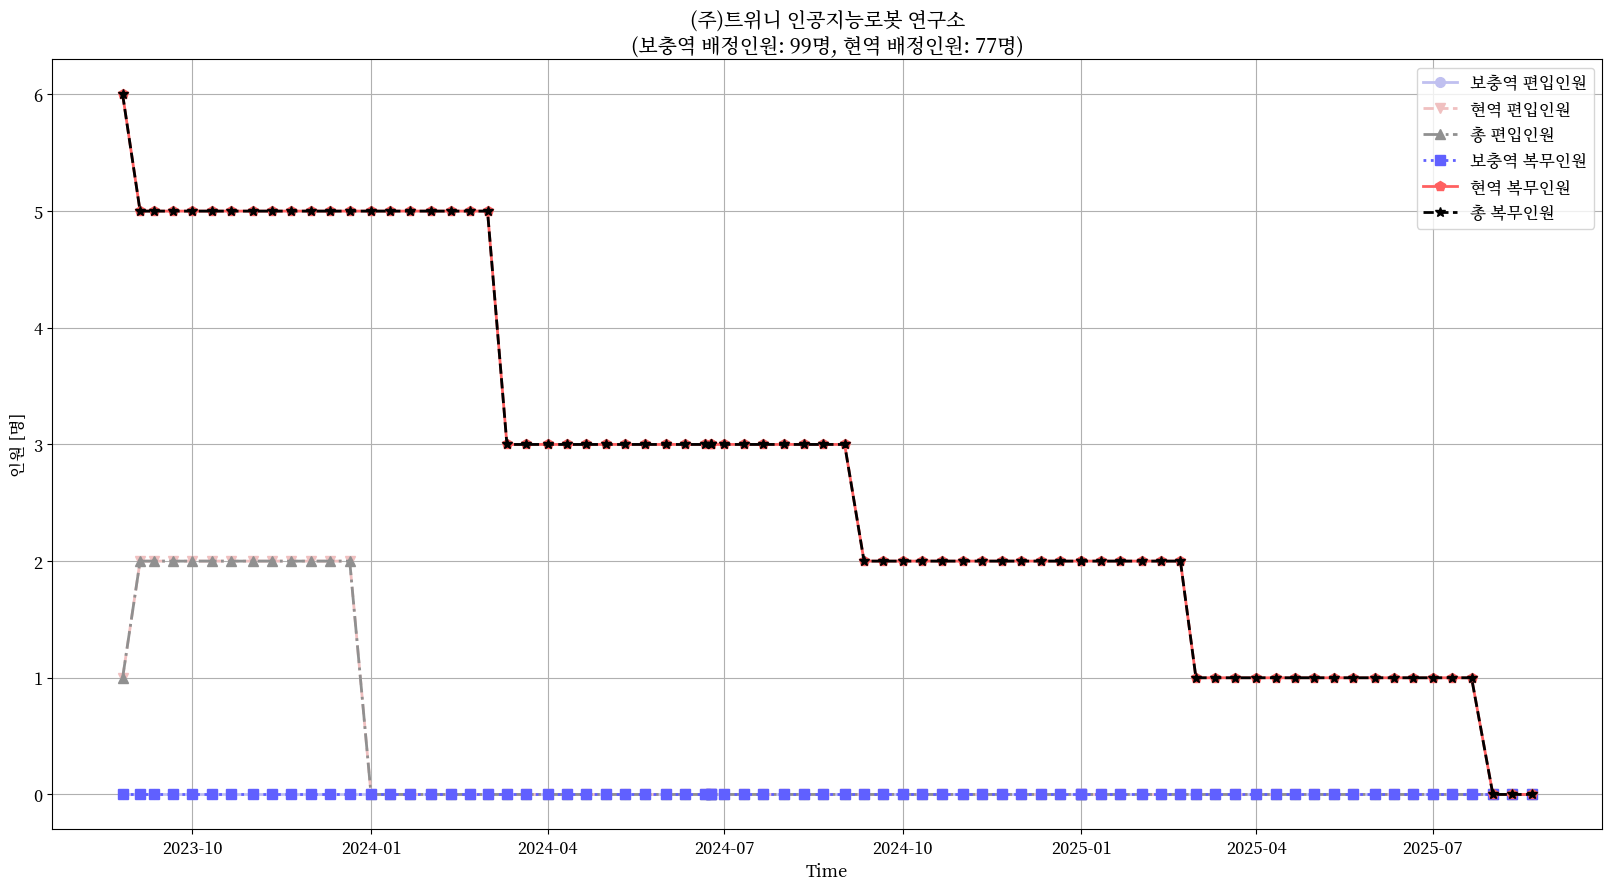 (주)트위니 인공지능로봇 연구소
(보충역 배정인원: 99명, 현역 배정인원: 77명)
보충역 편입인원
현역 편입인원
총 편입인원
보충역 복무인원
현역 복무인원
총 복무인원
인원 [명]
6
5
4
3
2
1
0
2023-10
2024-01
2024-04
2024-07
2024-10
2025-01
2025-04
2025-07
Time